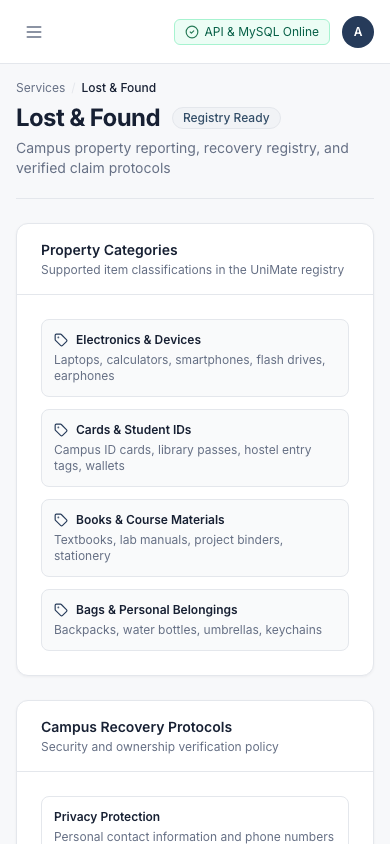 API & MySQL Online
A
Services / Lost & Found
Lost & Found
Registry Ready
Campus property reporting, recovery registry, and
verified claim protocols
Property Categories
Supported item classifications in the UniMate registry
Electronics & Devices
Laptops, calculators, smartphones, flash drives,
earphones
Cards & Student IDs
Campus ID cards, library passes, hostel entry
tags, wallets
Books & Course Materials
Textbooks, lab manuals, project binders,
stationery
Bags & Personal Belongings
Backpacks, water bottles, umbrellas, keychains
Campus Recovery Protocols
Security and ownership verification policy
Privacy Protection
Personal contact information and phone numbers